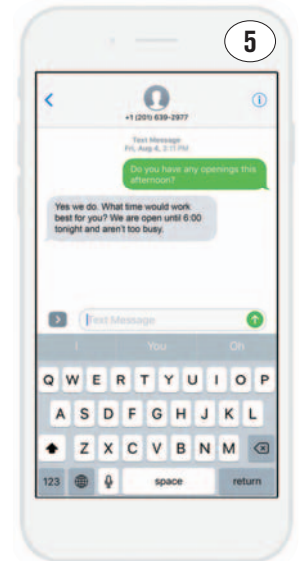 5
+1 (201) 639-2977
Text Message
Fri, Aug 4, 2:11 PM
Do you have any openings this
afternoon?
Yes we do. What time would work
best for you? We are open until 6:00
tonight and aren't too busy.
Text Message
I You Oh
Q W E R T Y U I O P
A S D F G H J K L
Z X C V B N M
123 space return